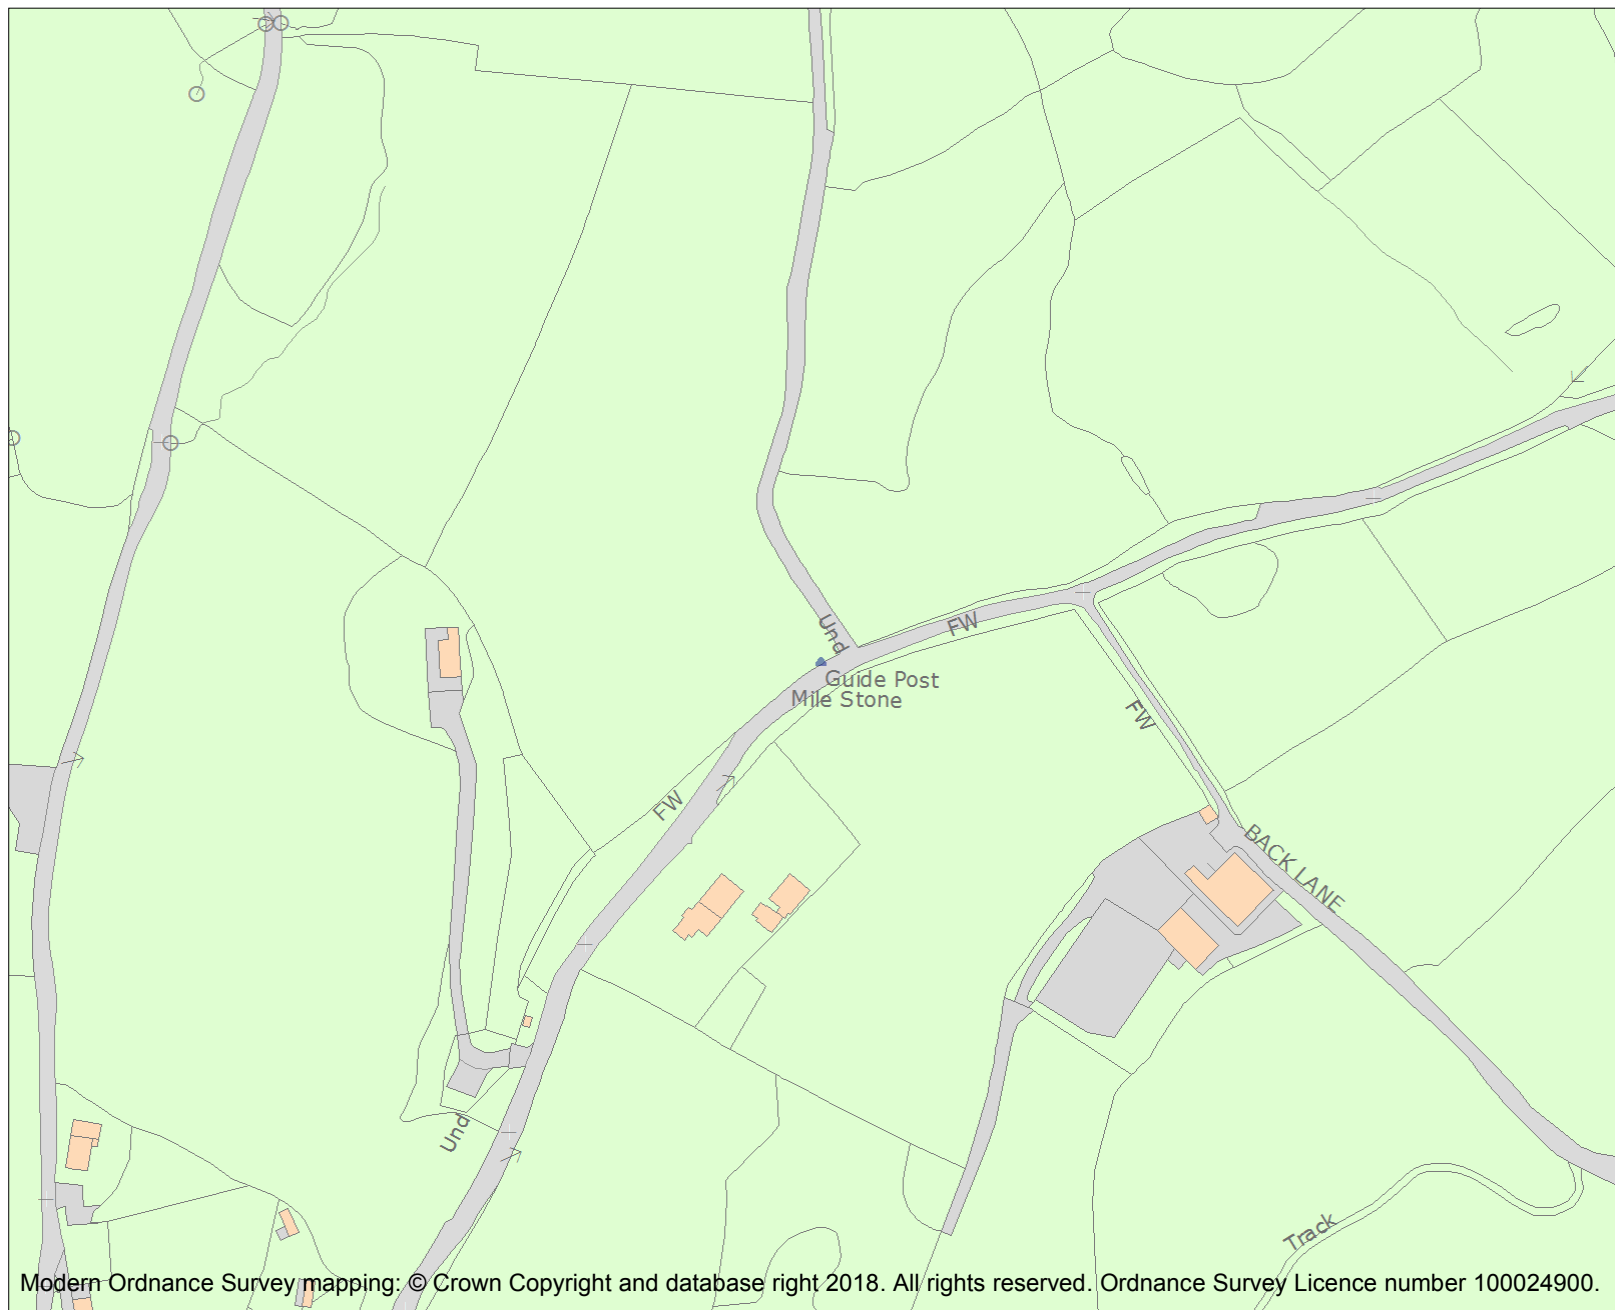 Und
FW
Guide Post
Mile Stone
FW
FW
BACK LANE
Und
Track
Modern Ordnance Survey mapping: © Crown Copyright and database right 2018. All rights reserved. Ordnance Survey Licence number 100024900.